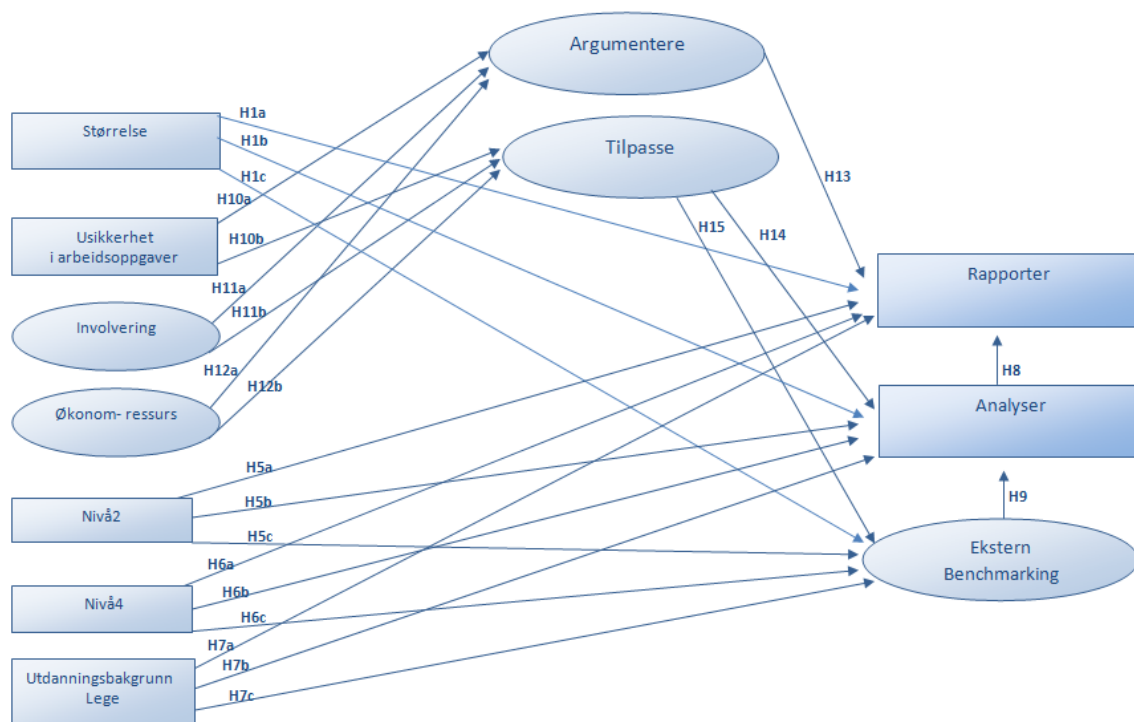 Argumentere
H1a
Størrelse
H1b
Tilpasse
H1c
H13
H10a
H15
H14
Usikkerhet
i arbeidsoppgaver
H10b
Rapporter
H11a
H11b
Involvering
H12a
H8
H12b
Økonom- ressurs
Analyser
H5a
H5b
H9
Nivå2
H5c
Ekstern
Benchmarking
H6a
H6b
Nivå4
H6c
H7a
H7b
Utdanningsbakgrunn
Lege
H7c